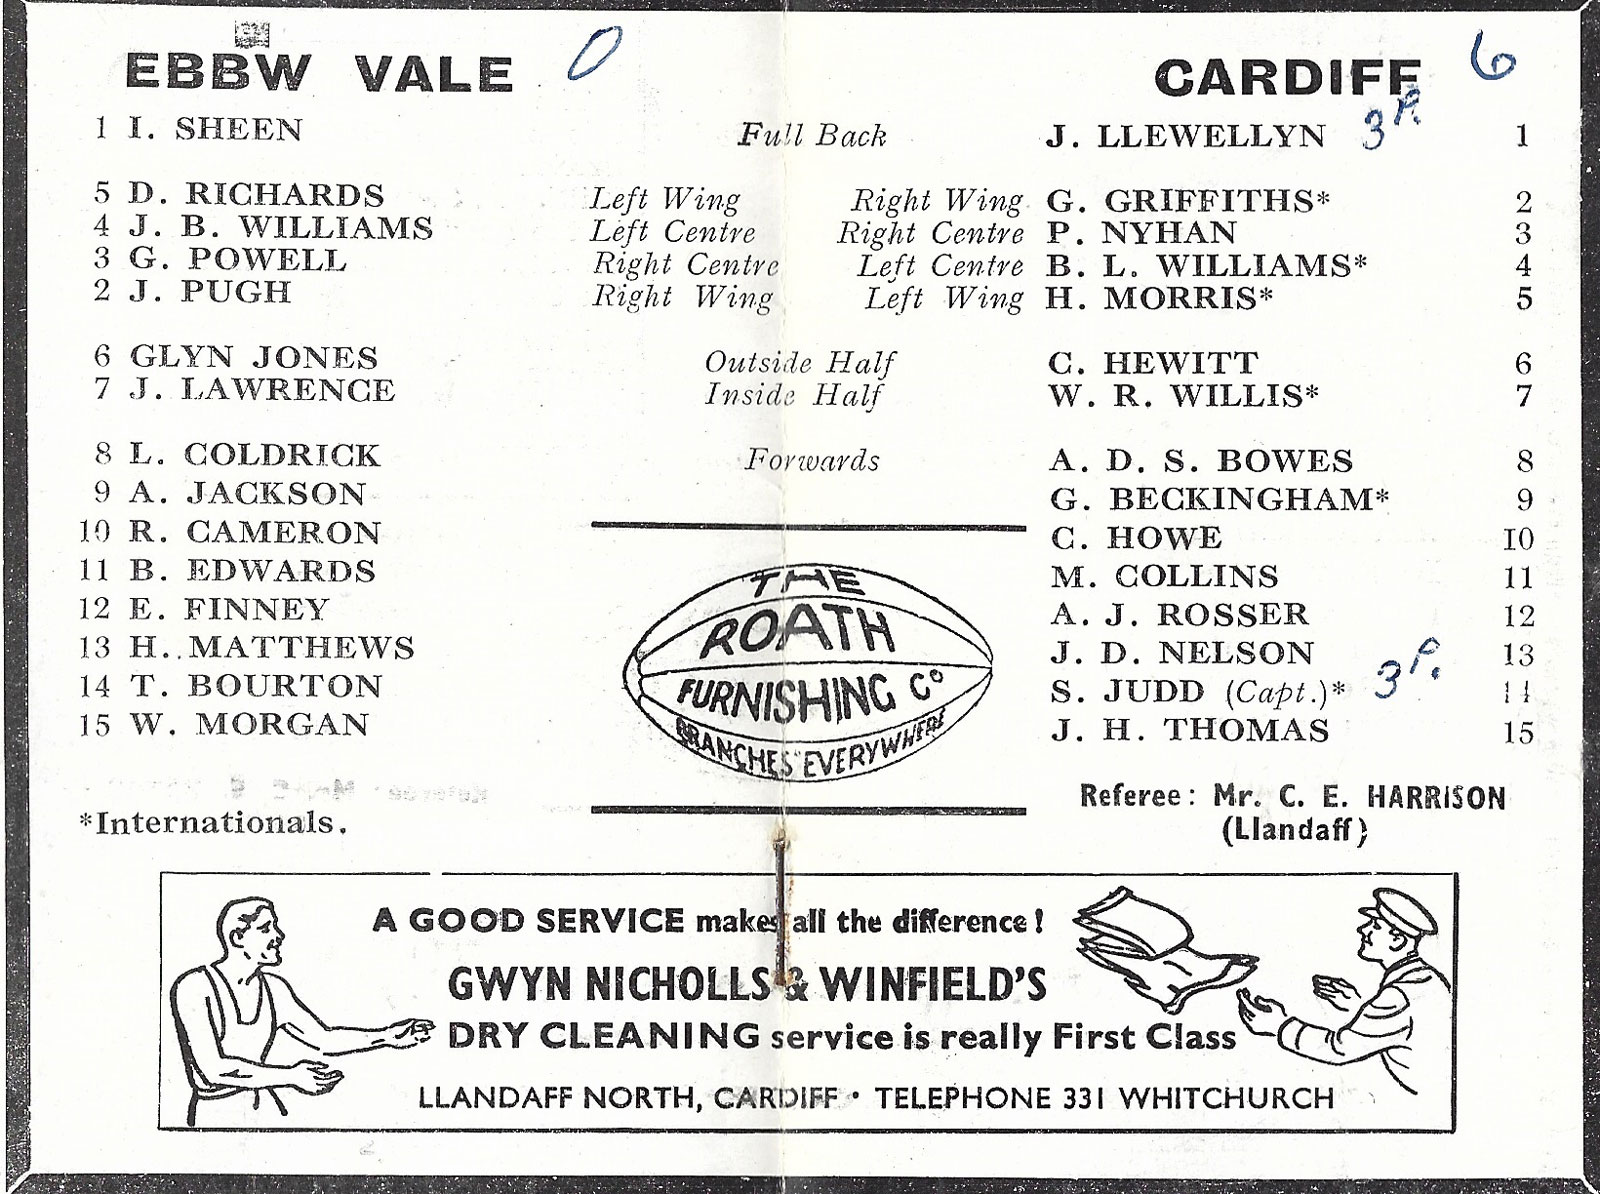 EBBW VALE 0 CARDIFF 6
1 I. SHEEN Full Back J. LLEWELLYN 3 P. 1
5 D. RICHARDS Left Wing Right Wing G. GRIFFITHS* 2
4 J. B. WILLIAMS Left Centre Right Centre P. NYHAN 3
3 G. POWELL Right Centre Left Centre B. L. WILLIAMS* 4
2 J. PUGH Right Wing Left Wing H. MORRIS* 5
6 GLYN JONES Outside Half C. HEWITT 6
7 J. LAWRENCE Inside Half W. R. WILLIS* 7
8 L. COLDRICK Forwards A. D. S. BOWES 8
9 A. JACKSON G. BECKINGHAM* 9
10 R. CAMERON C. HOWE 10
11 B. EDWARDS M. COLLINS 11
12 E. FINNEY A. J. ROSSER 12
13 H. MATTHEWS J. D. NELSON 13
14 T. BOURTON S. JUDD (Capt.)* 3 P. 14
15 W. MORGAN J. H. THOMAS 15
THE
ROATH
FURNISHING Co
BRANCHES EVERYWHERE
*Internationals.
Referee: Mr. C. E. HARRISON
(Llandaff)
A GOOD SERVICE makes all the difference!
GWYN NICHOLLS & WINFIELD'S
DRY CLEANING service is really First Class
LLANDAFF NORTH, CARDIFF • TELEPHONE 331 WHITCHURCH